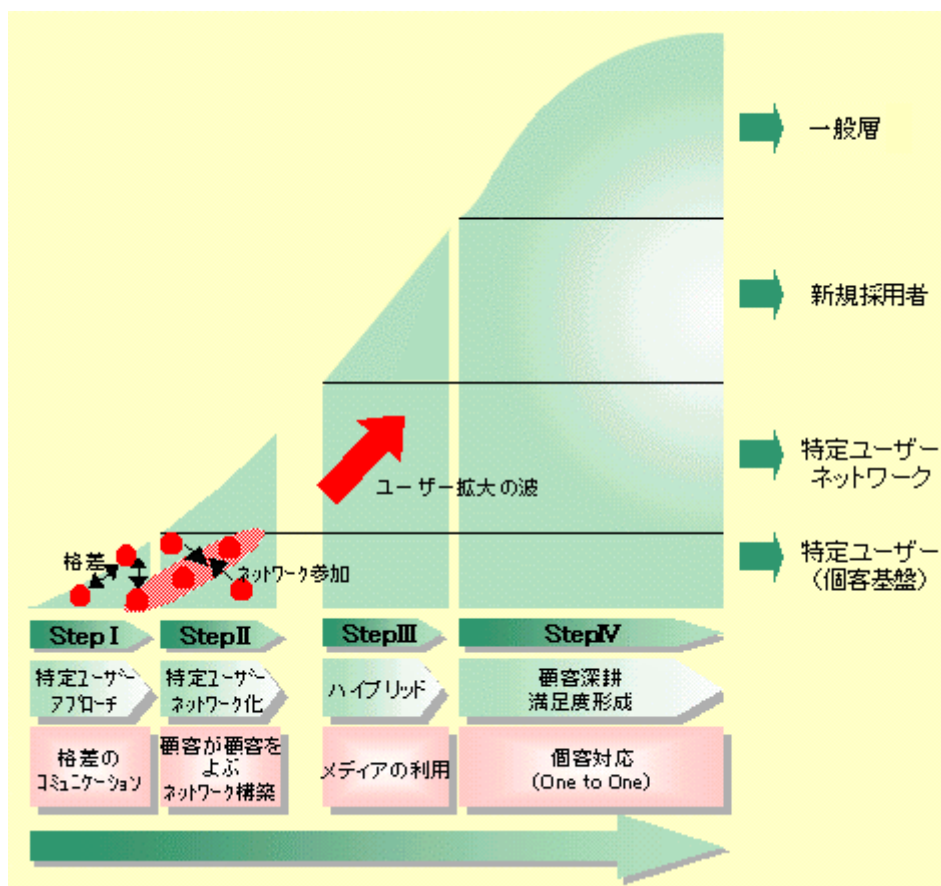 一般層
新規採用者
特定ユーザー
ネットワーク
ユーザー拡大の波
格差
ネットワーク参加
特定ユーザー
（個客基盤）
StepⅠ
StepⅡ
StepⅢ
StepⅣ
特定ユーザー
アプローチ
特定ユーザー
ネットワーク化
ハイブリッド
顧客深耕
満足度形成
格差の
コミュニケーション
顧客が顧客を
よぶ
ネットワーク構築
メディアの利用
個客対応
(One to One)